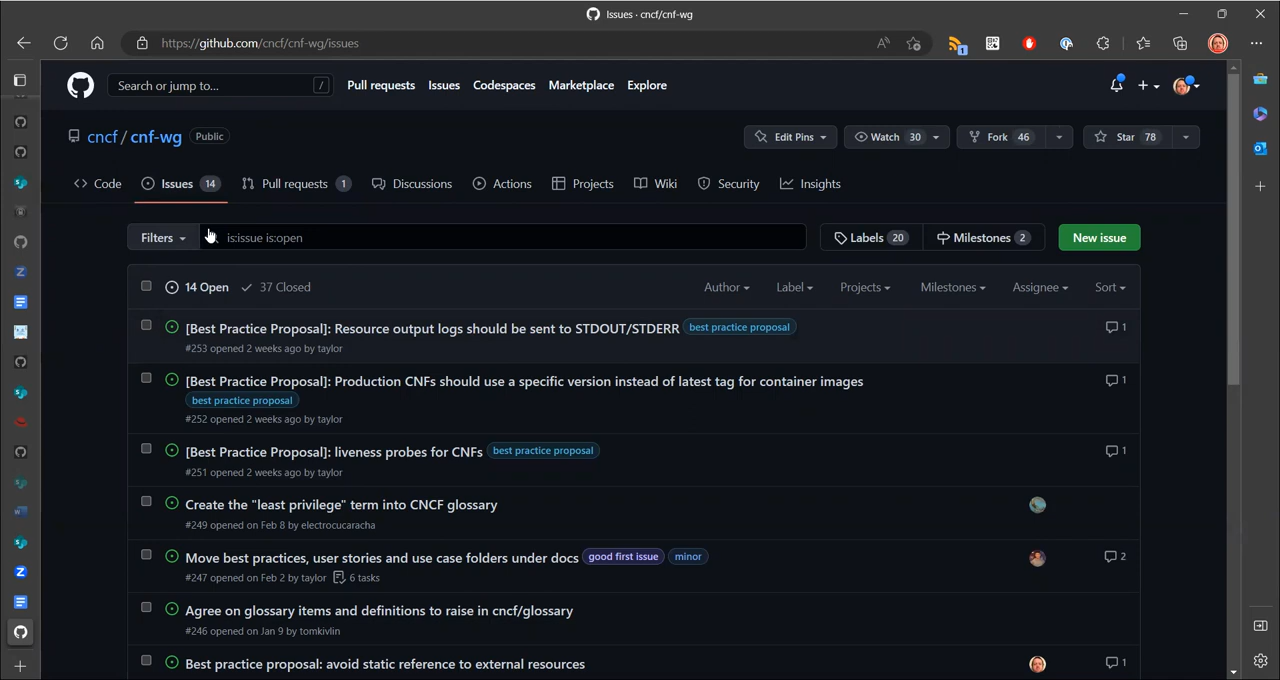 Issues · cncf/cnf-wg
https://github.com/cncf/cnf-wg/issues
Search or jump to... /
Pull requests Issues Codespaces Marketplace Explore
cncf / cnf-wg Public
Edit Pins Watch 30 Fork 46 Star 78
Code Issues 14 Pull requests 1 Discussions Actions Projects Wiki Security Insights
Filters is:issue is:open Labels 20 Milestones 2 New issue
14 Open 37 Closed Author Label Projects Milestones Assignee Sort
[Best Practice Proposal]: Resource output logs should be sent to STDOUT/STDERR best practice proposal 1
#253 opened 2 weeks ago by taylor
[Best Practice Proposal]: Production CNFs should use a specific version instead of latest tag for container images 1
best practice proposal
#252 opened 2 weeks ago by taylor
[Best Practice Proposal]: liveness probes for CNFs best practice proposal 1
#251 opened 2 weeks ago by taylor
Create the "least privilege" term into CNCF glossary
#249 opened on Feb 8 by electrocucaracha
Move best practices, user stories and use case folders under docs good first issue minor 2
#247 opened on Feb 2 by taylor 6 tasks
Agree on glossary items and definitions to raise in cncf/glossary
#246 opened on Jan 9 by tomkivlin
Best practice proposal: avoid static reference to external resources 1